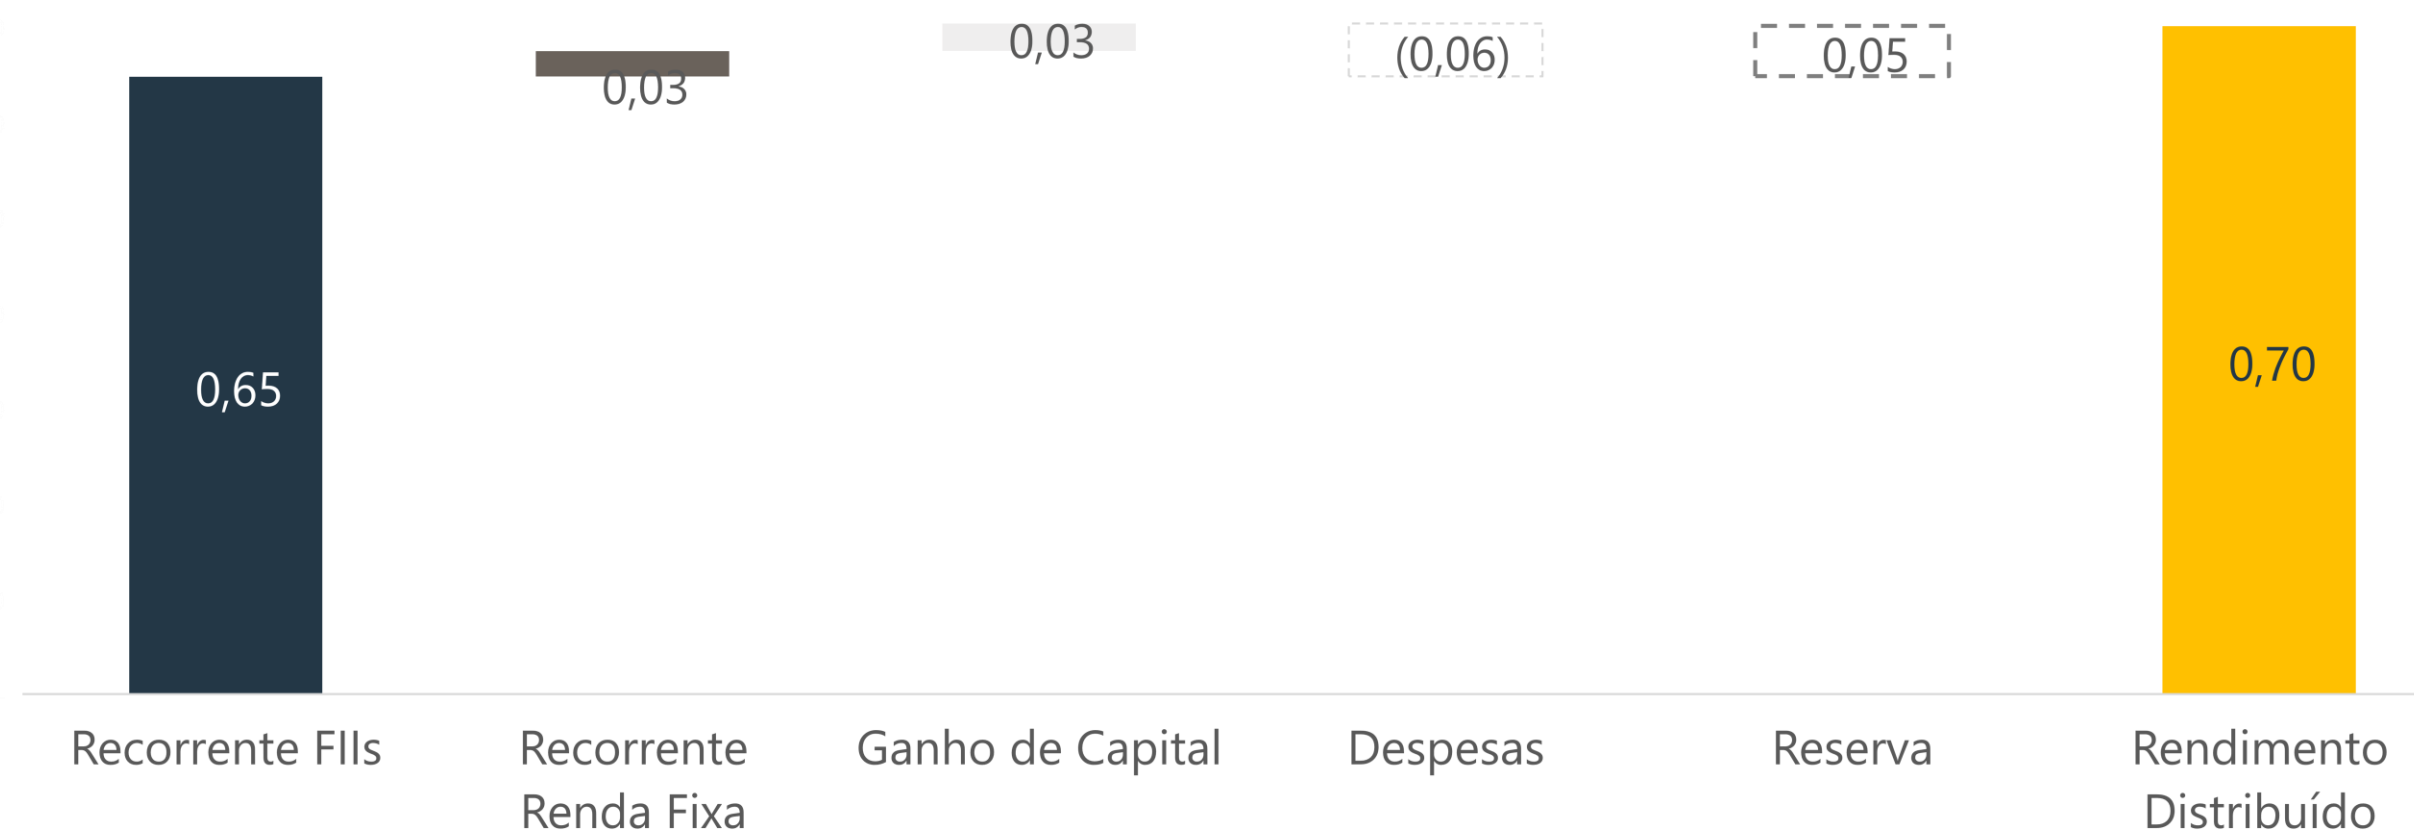 0,65
0,03
0,03
(0,06)
0,05
0,70
Recorrente FIIs
Recorrente
Renda Fixa
Ganho de Capital
Despesas
Reserva
Rendimento
Distribuído